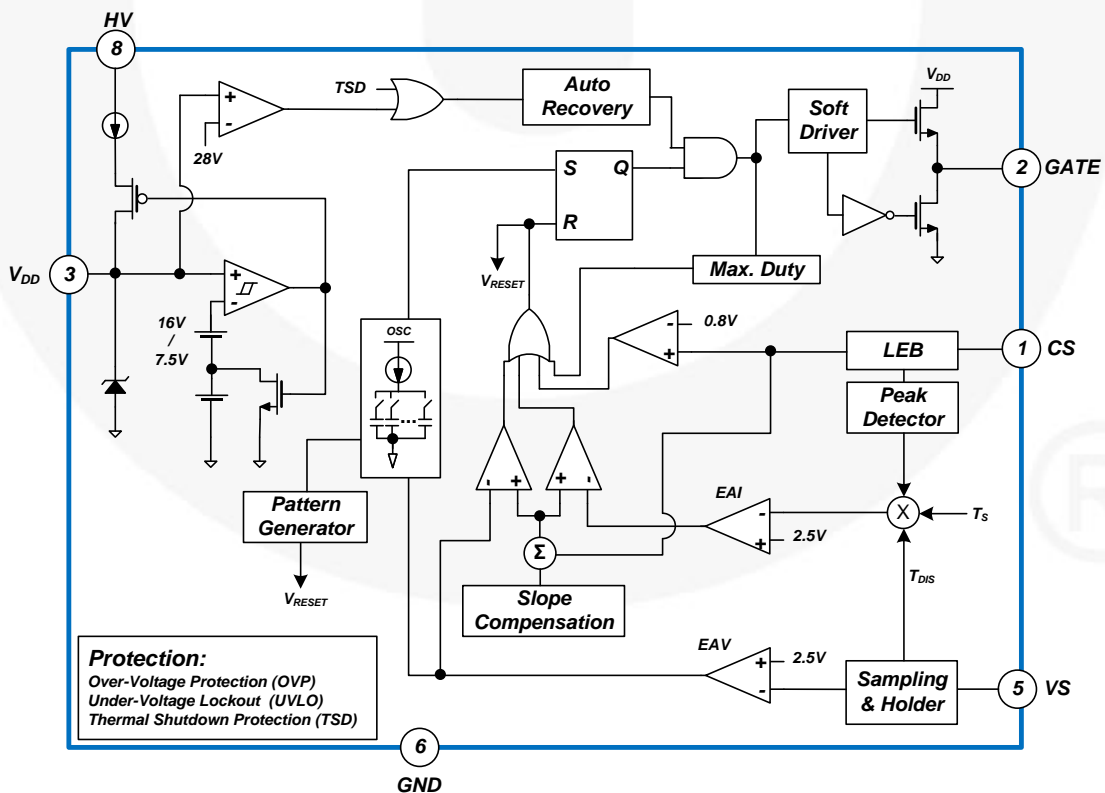 HV
8
VDD
TSD
Auto
Recovery
Soft
Driver
+
-
28V
S
Q
R
2
GATE
VDD
3
VRESET
Max. Duty
+
-
16V
/
7.5V
OSC
...
-
+
0.8V
LEB
1
CS
Peak
Detector
-
+
+
-
EAI
-
+
2.5V
X
TS
Pattern
Generator
Σ
TDIS
VRESET
Slope
Compensation
EAV
+
-
2.5V
Sampling
& Holder
5
VS
Protection:
Over-Voltage Protection (OVP)
Under-Voltage Lockout (UVLO)
Thermal Shutdown Protection (TSD)
6
GND
R